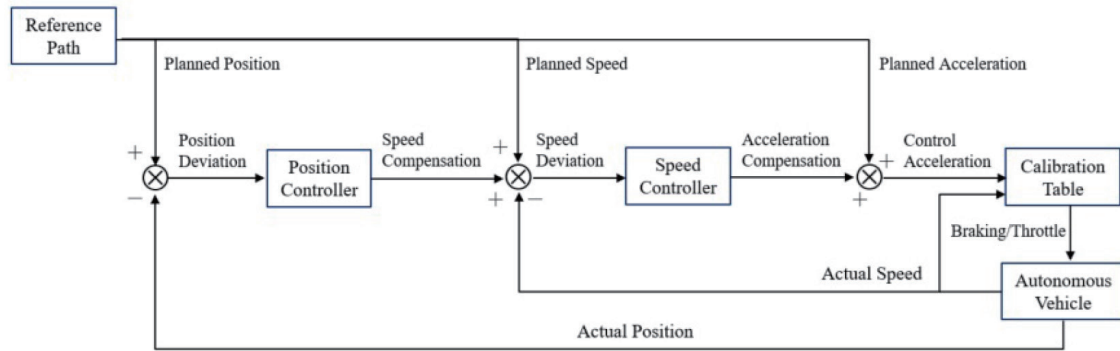 Reference
Path
Planned Position
Planned Speed
Planned Acceleration
+
Position
Deviation
−
Position
Controller
Speed
Compensation
+
+
−
Speed
Deviation
Speed
Controller
Acceleration
Compensation
+
+
Control
Acceleration
Calibration
Table
Braking/Throttle
Actual Speed
Autonomous
Vehicle
Actual Position